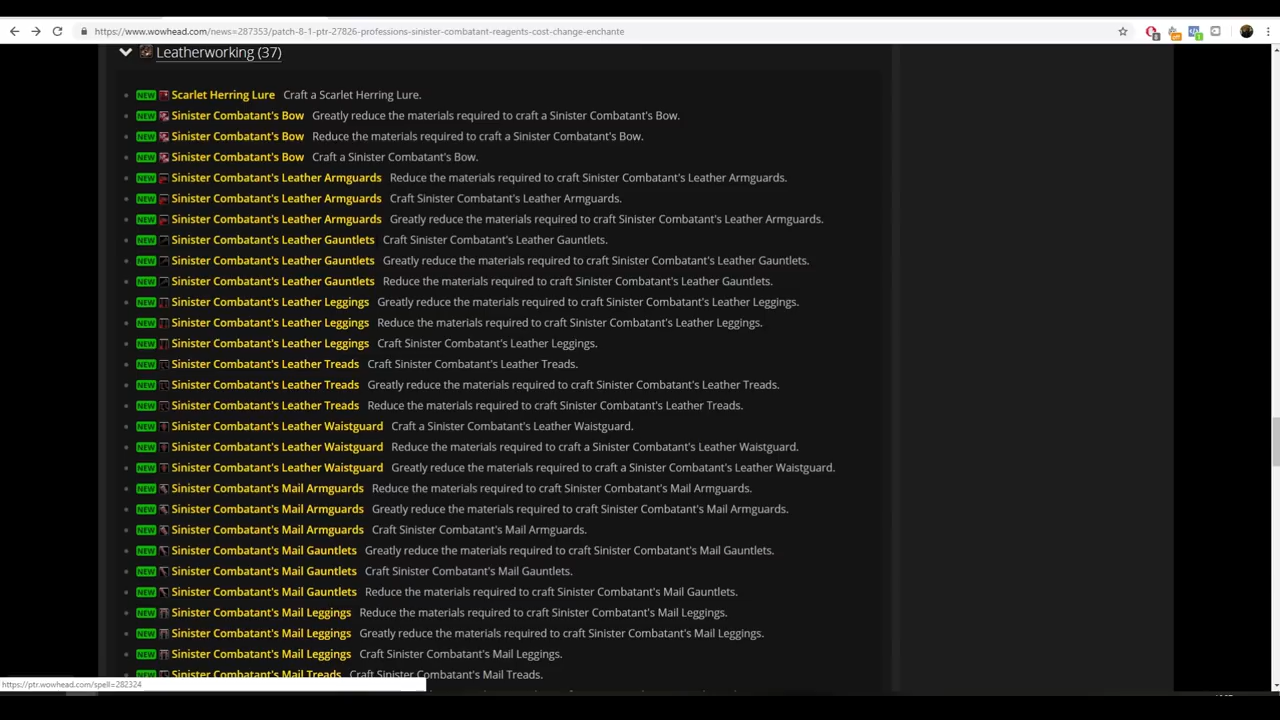 https://www.wowhead.com/news=287353/patch-8-1-ptr-27826-professions-sinister-combatant-reagents-cost-change-enchante
Leatherworking (37)
NEW Scarlet Herring Lure Craft a Scarlet Herring Lure.
NEW Sinister Combatant's Bow Greatly reduce the materials required to craft a Sinister Combatant's Bow.
NEW Sinister Combatant's Bow Reduce the materials required to craft a Sinister Combatant's Bow.
NEW Sinister Combatant's Bow Craft a Sinister Combatant's Bow.
NEW Sinister Combatant's Leather Armguards Reduce the materials required to craft Sinister Combatant's Leather Armguards.
NEW Sinister Combatant's Leather Armguards Craft Sinister Combatant's Leather Armguards.
NEW Sinister Combatant's Leather Armguards Greatly reduce the materials required to craft Sinister Combatant's Leather Armguards.
NEW Sinister Combatant's Leather Gauntlets Craft Sinister Combatant's Leather Gauntlets.
NEW Sinister Combatant's Leather Gauntlets Greatly reduce the materials required to craft Sinister Combatant's Leather Gauntlets.
NEW Sinister Combatant's Leather Gauntlets Reduce the materials required to craft Sinister Combatant's Leather Gauntlets.
NEW Sinister Combatant's Leather Leggings Greatly reduce the materials required to craft Sinister Combatant's Leather Leggings.
NEW Sinister Combatant's Leather Leggings Reduce the materials required to craft Sinister Combatant's Leather Leggings.
NEW Sinister Combatant's Leather Leggings Craft Sinister Combatant's Leather Leggings.
NEW Sinister Combatant's Leather Treads Craft Sinister Combatant's Leather Treads.
NEW Sinister Combatant's Leather Treads Greatly reduce the materials required to craft Sinister Combatant's Leather Treads.
NEW Sinister Combatant's Leather Treads Reduce the materials required to craft Sinister Combatant's Leather Treads.
NEW Sinister Combatant's Leather Waistguard Craft a Sinister Combatant's Leather Waistguard.
NEW Sinister Combatant's Leather Waistguard Reduce the materials required to craft a Sinister Combatant's Leather Waistguard.
NEW Sinister Combatant's Leather Waistguard Greatly reduce the materials required to craft a Sinister Combatant's Leather Waistguard.
NEW Sinister Combatant's Mail Armguards Reduce the materials required to craft Sinister Combatant's Mail Armguards.
NEW Sinister Combatant's Mail Armguards Greatly reduce the materials required to craft Sinister Combatant's Mail Armguards.
NEW Sinister Combatant's Mail Armguards Craft Sinister Combatant's Mail Armguards.
NEW Sinister Combatant's Mail Gauntlets Greatly reduce the materials required to craft Sinister Combatant's Mail Gauntlets.
NEW Sinister Combatant's Mail Gauntlets Craft Sinister Combatant's Mail Gauntlets.
NEW Sinister Combatant's Mail Gauntlets Reduce the materials required to craft Sinister Combatant's Mail Gauntlets.
NEW Sinister Combatant's Mail Leggings Reduce the materials required to craft Sinister Combatant's Mail Leggings.
NEW Sinister Combatant's Mail Leggings Greatly reduce the materials required to craft Sinister Combatant's Mail Leggings.
NEW Sinister Combatant's Mail Leggings Craft Sinister Combatant's Mail Leggings.
NEW Sinister Combatant's Mail Treads Craft Sinister Combatant's Mail Treads.
https://ptr.wowhead.com/spell=282324